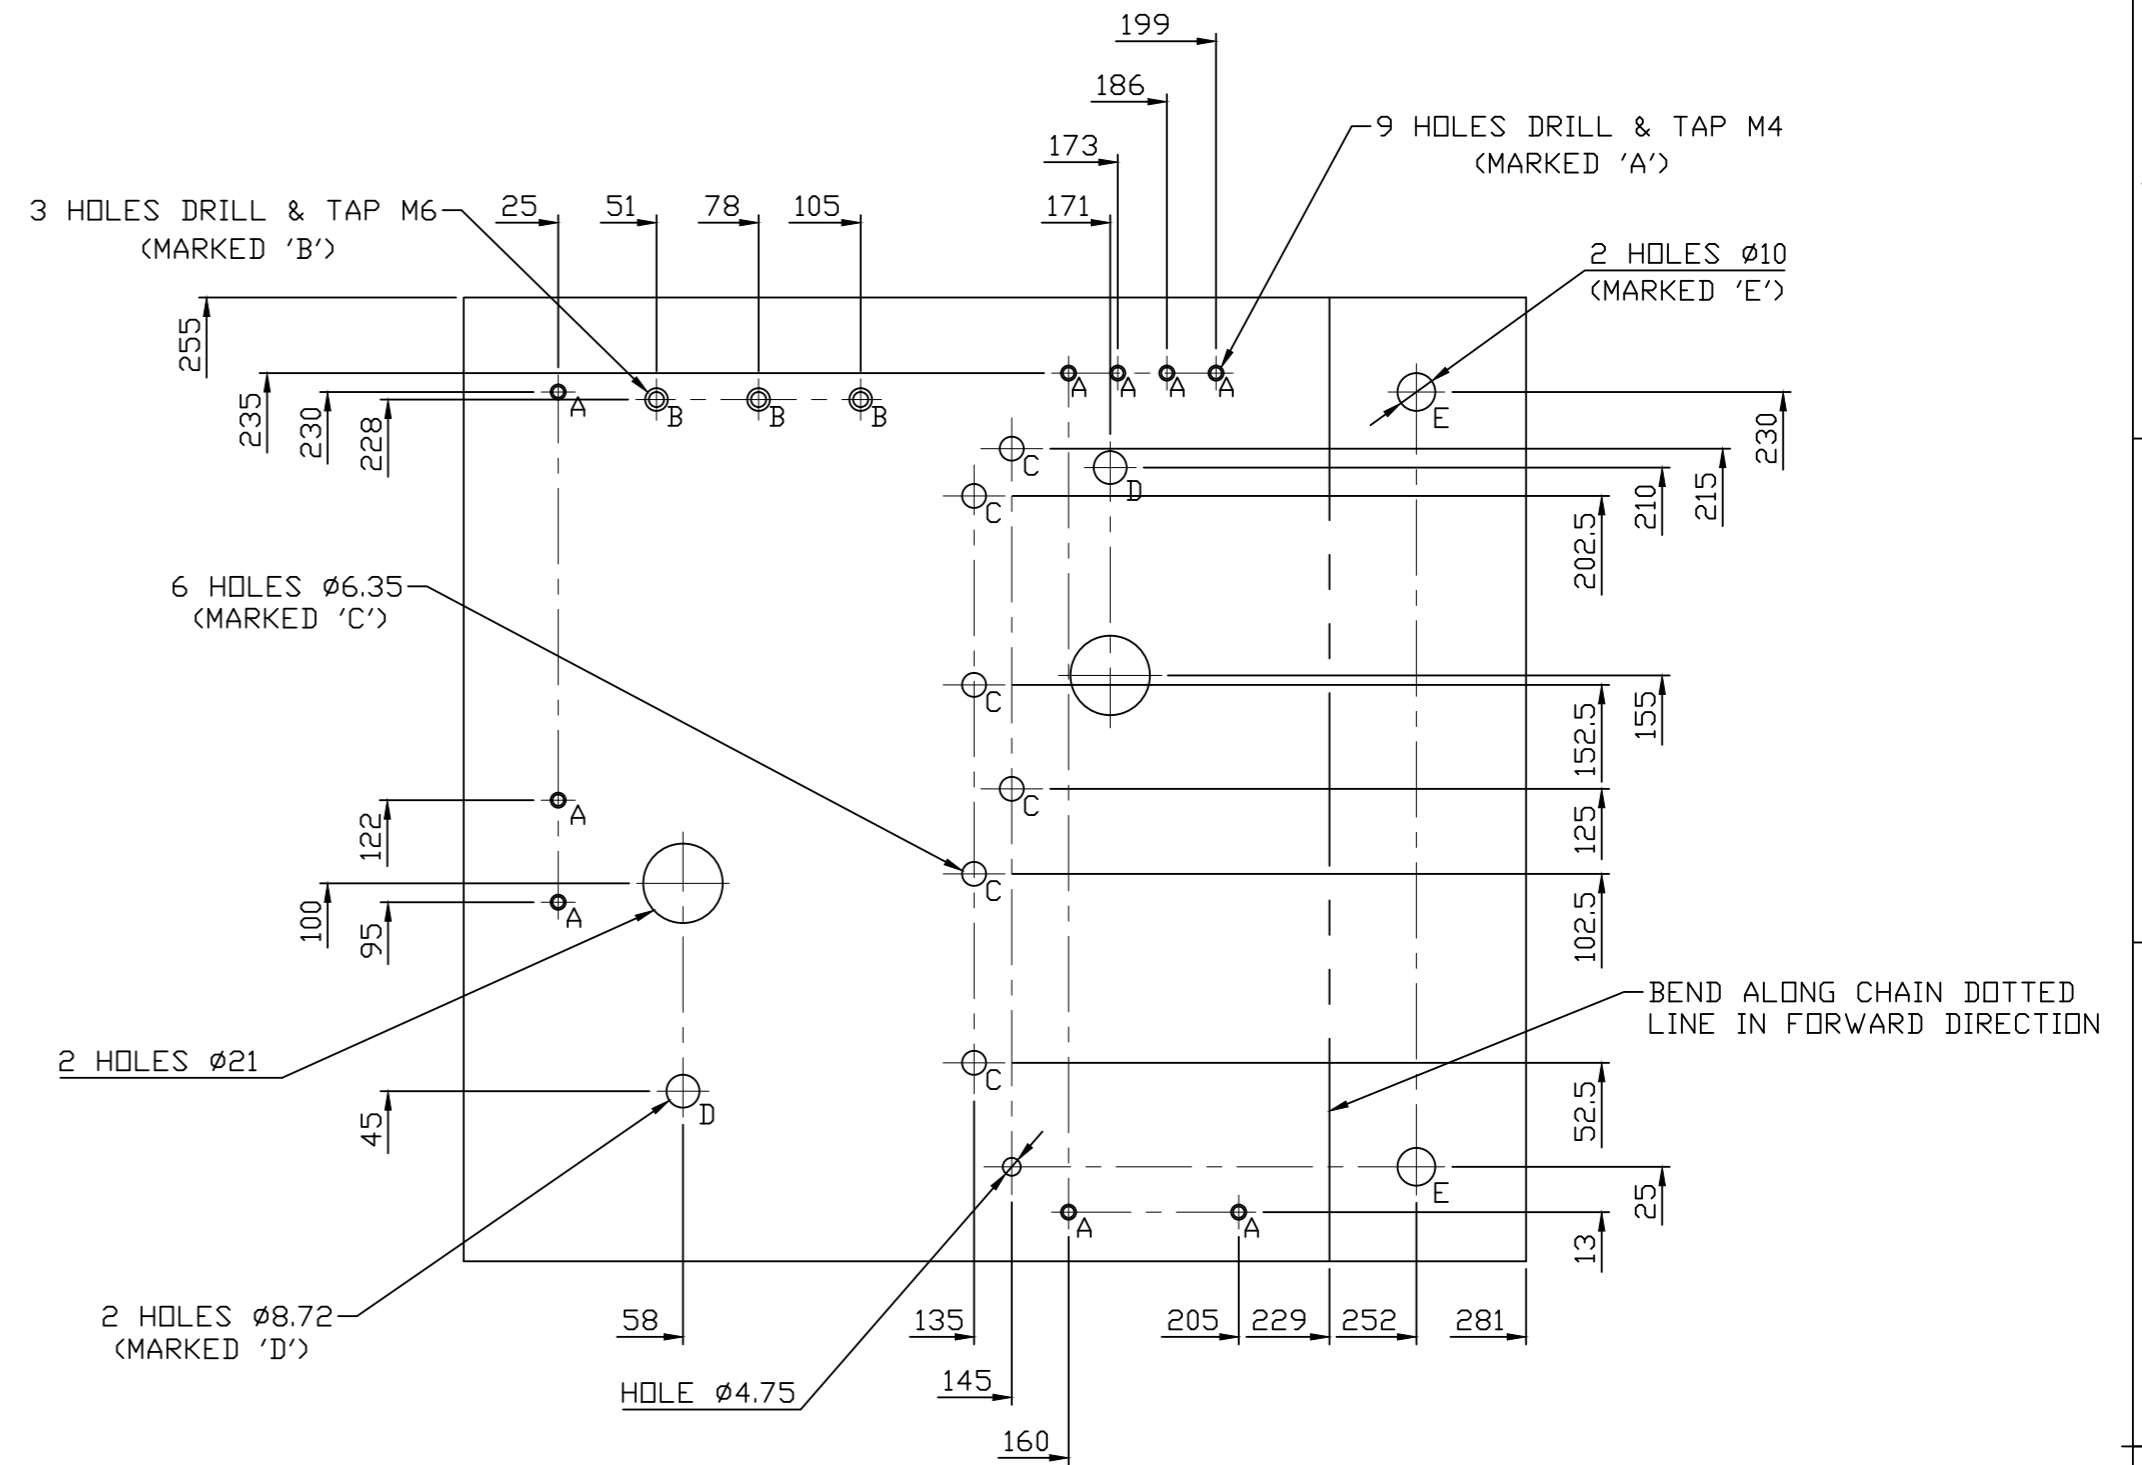 199
186
9 HOLES DRILL & TAP M4
(MARKED 'A')
173
3 HOLES DRILL & TAP M6
(MARKED 'B')
25
51
78
105
171
2 HOLES ø10
(MARKED 'E')
255
235
230
228
A
B
B
B
A
A
A
A
E
230
C
D
215
210
C
202.5
6 HOLES ø6.35
(MARKED 'C')
C
155
152.5
C
122
A
125
C
100
95
A
102.5
BEND ALONG CHAIN DOTTED
LINE IN FORWARD DIRECTION
2 HOLES ø21
C
45
D
52.5
E
25
A
A
13
2 HOLES ø8.72
(MARKED 'D')
58
135
205
229
252
281
HOLE ø4.75
145
160